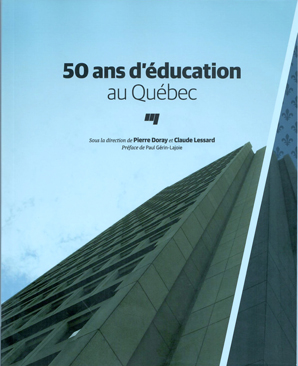 50 ans d'éducation
au Québec
Sous la direction de Pierre Doray et Claude Lessard
Préface de Paul Gérin-Lajoie